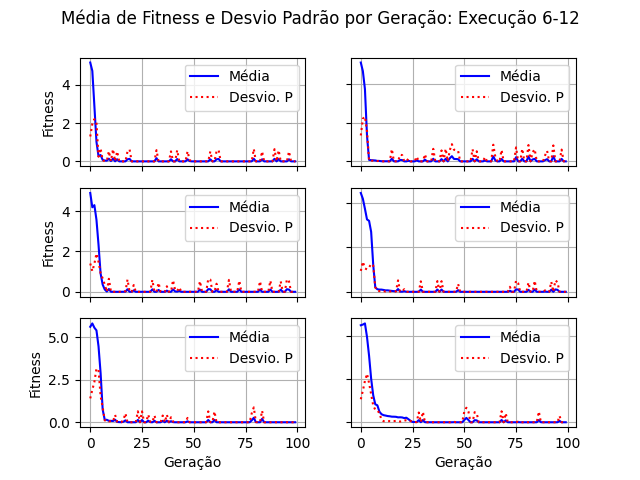 Média de Fitness e Desvio Padrão por Geração: Execução 6-12
4
2
0
Fitness
Média
Desvio. P
Média
Desvio. P
4
2
0
Fitness
Média
Desvio. P
Média
Desvio. P
5.0
2.5
0.0
Fitness
Média
Desvio. P
Média
Desvio. P
0 25 50 75 100
0 25 50 75 100
Geração
Geração